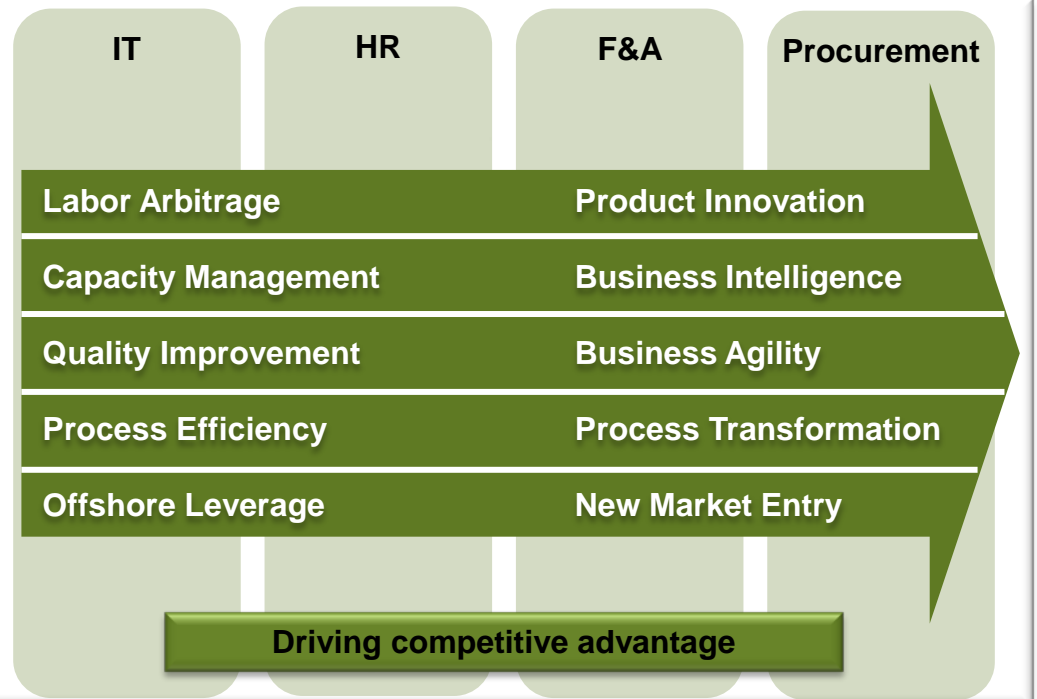 IT
HR
F&A
Procurement
Labor Arbitrage
Product Innovation
Capacity Management
Business Intelligence
Quality Improvement
Business Agility
Process Efficiency
Process Transformation
Offshore Leverage
New Market Entry
Driving competitive advantage